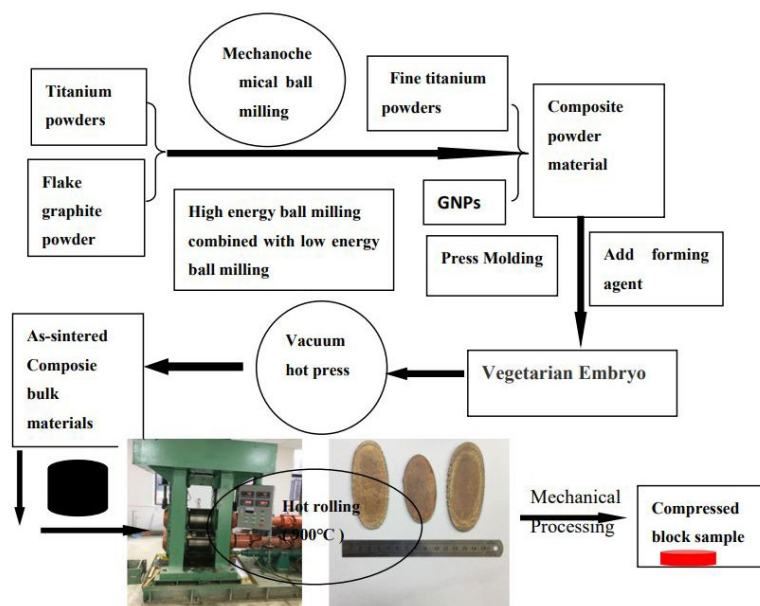 Mechanoche
mical ball
milling
Titanium
powders
Flake
graphite
powder
Fine titanium
powders
GNPs
Composite
powder
material
High energy ball milling
combined with low energy
ball milling
Press Molding
Add forming
agent
As-sintered
Composie
bulk
materials
Vacuum
hot press
Vegetarian Embryo
Hot rolling
(900℃)
Mechanical
Processing
Compressed
block sample